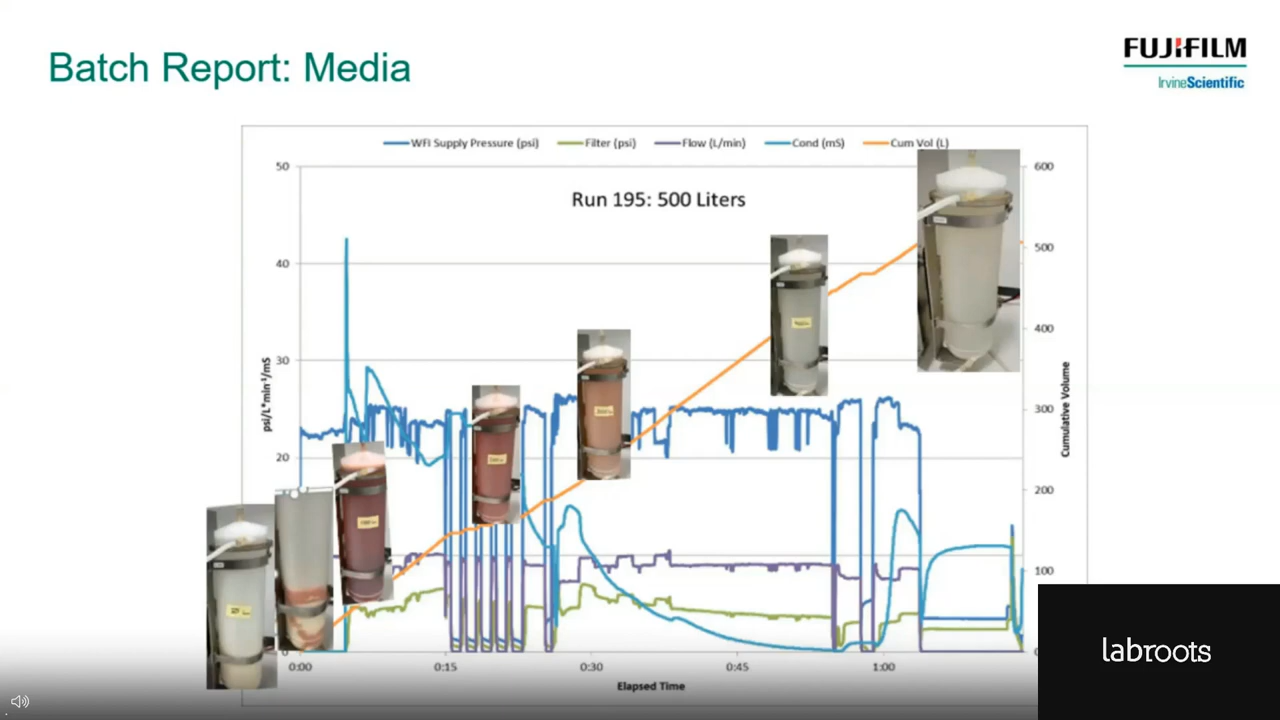 Batch Report: Media
FUJIFILM
IrvineScientific
WFI Supply Pressure (psi) Filter (psi) Flow (L/min) Cond (mS) Cum Vol (L)
Run 195: 500 Liters
50
40
30
20
600
500
400
300
200
100
psi/L*min⁻¹/mS
Cumulative Volume
0:00 0:15 0:30 0:45 1:00
Elapsed Time
labroots